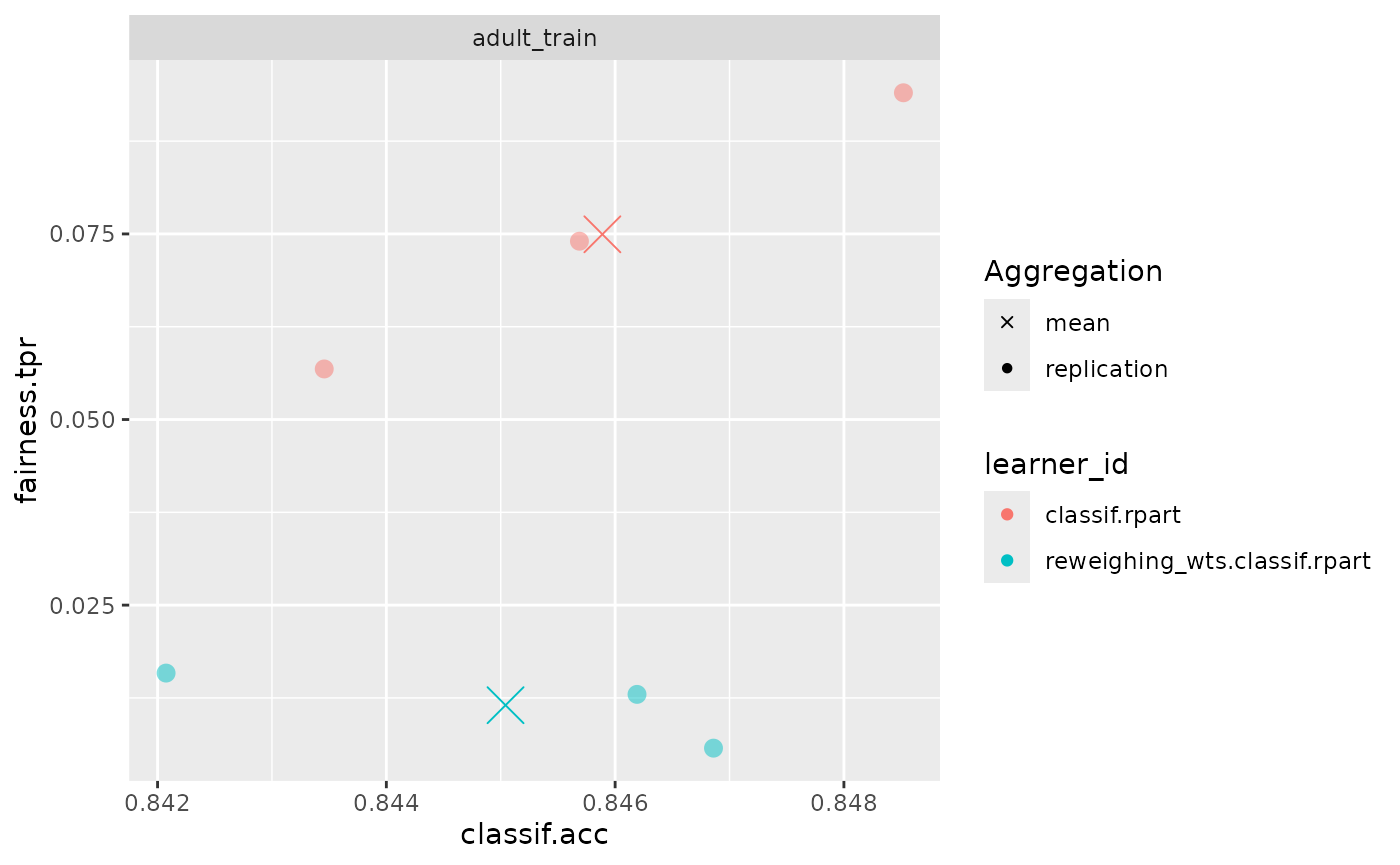 adult_train
0.075
0.050
0.025
fairness.tpr
0.842
0.844
0.846
0.848
classif.acc
Aggregation
mean
replication
learner_id
classif.rpart
reweighing_wts.classif.rpart